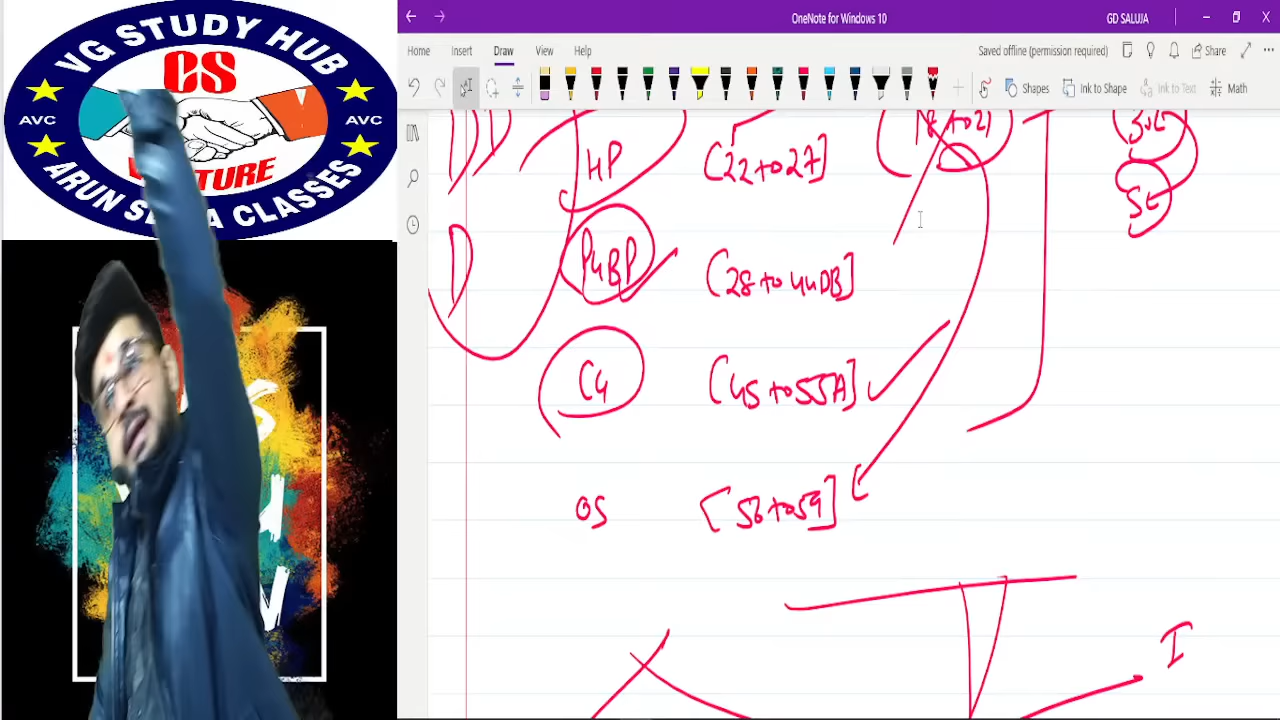 VG STUDY HUB
CS
AVC
AVC
ARUN
CLASSES
OneNote for Windows 10
GD SALUJA
Home
Insert
Draw
View
Help
Saved offline (permission required)
Share
Shapes
Ink to Shape
Ink to Text
Math
HP [22 to 27]
D
D
PGBP [28 to 44DB]
D
CG [45 to 55A]
OS [56 to 59]
I